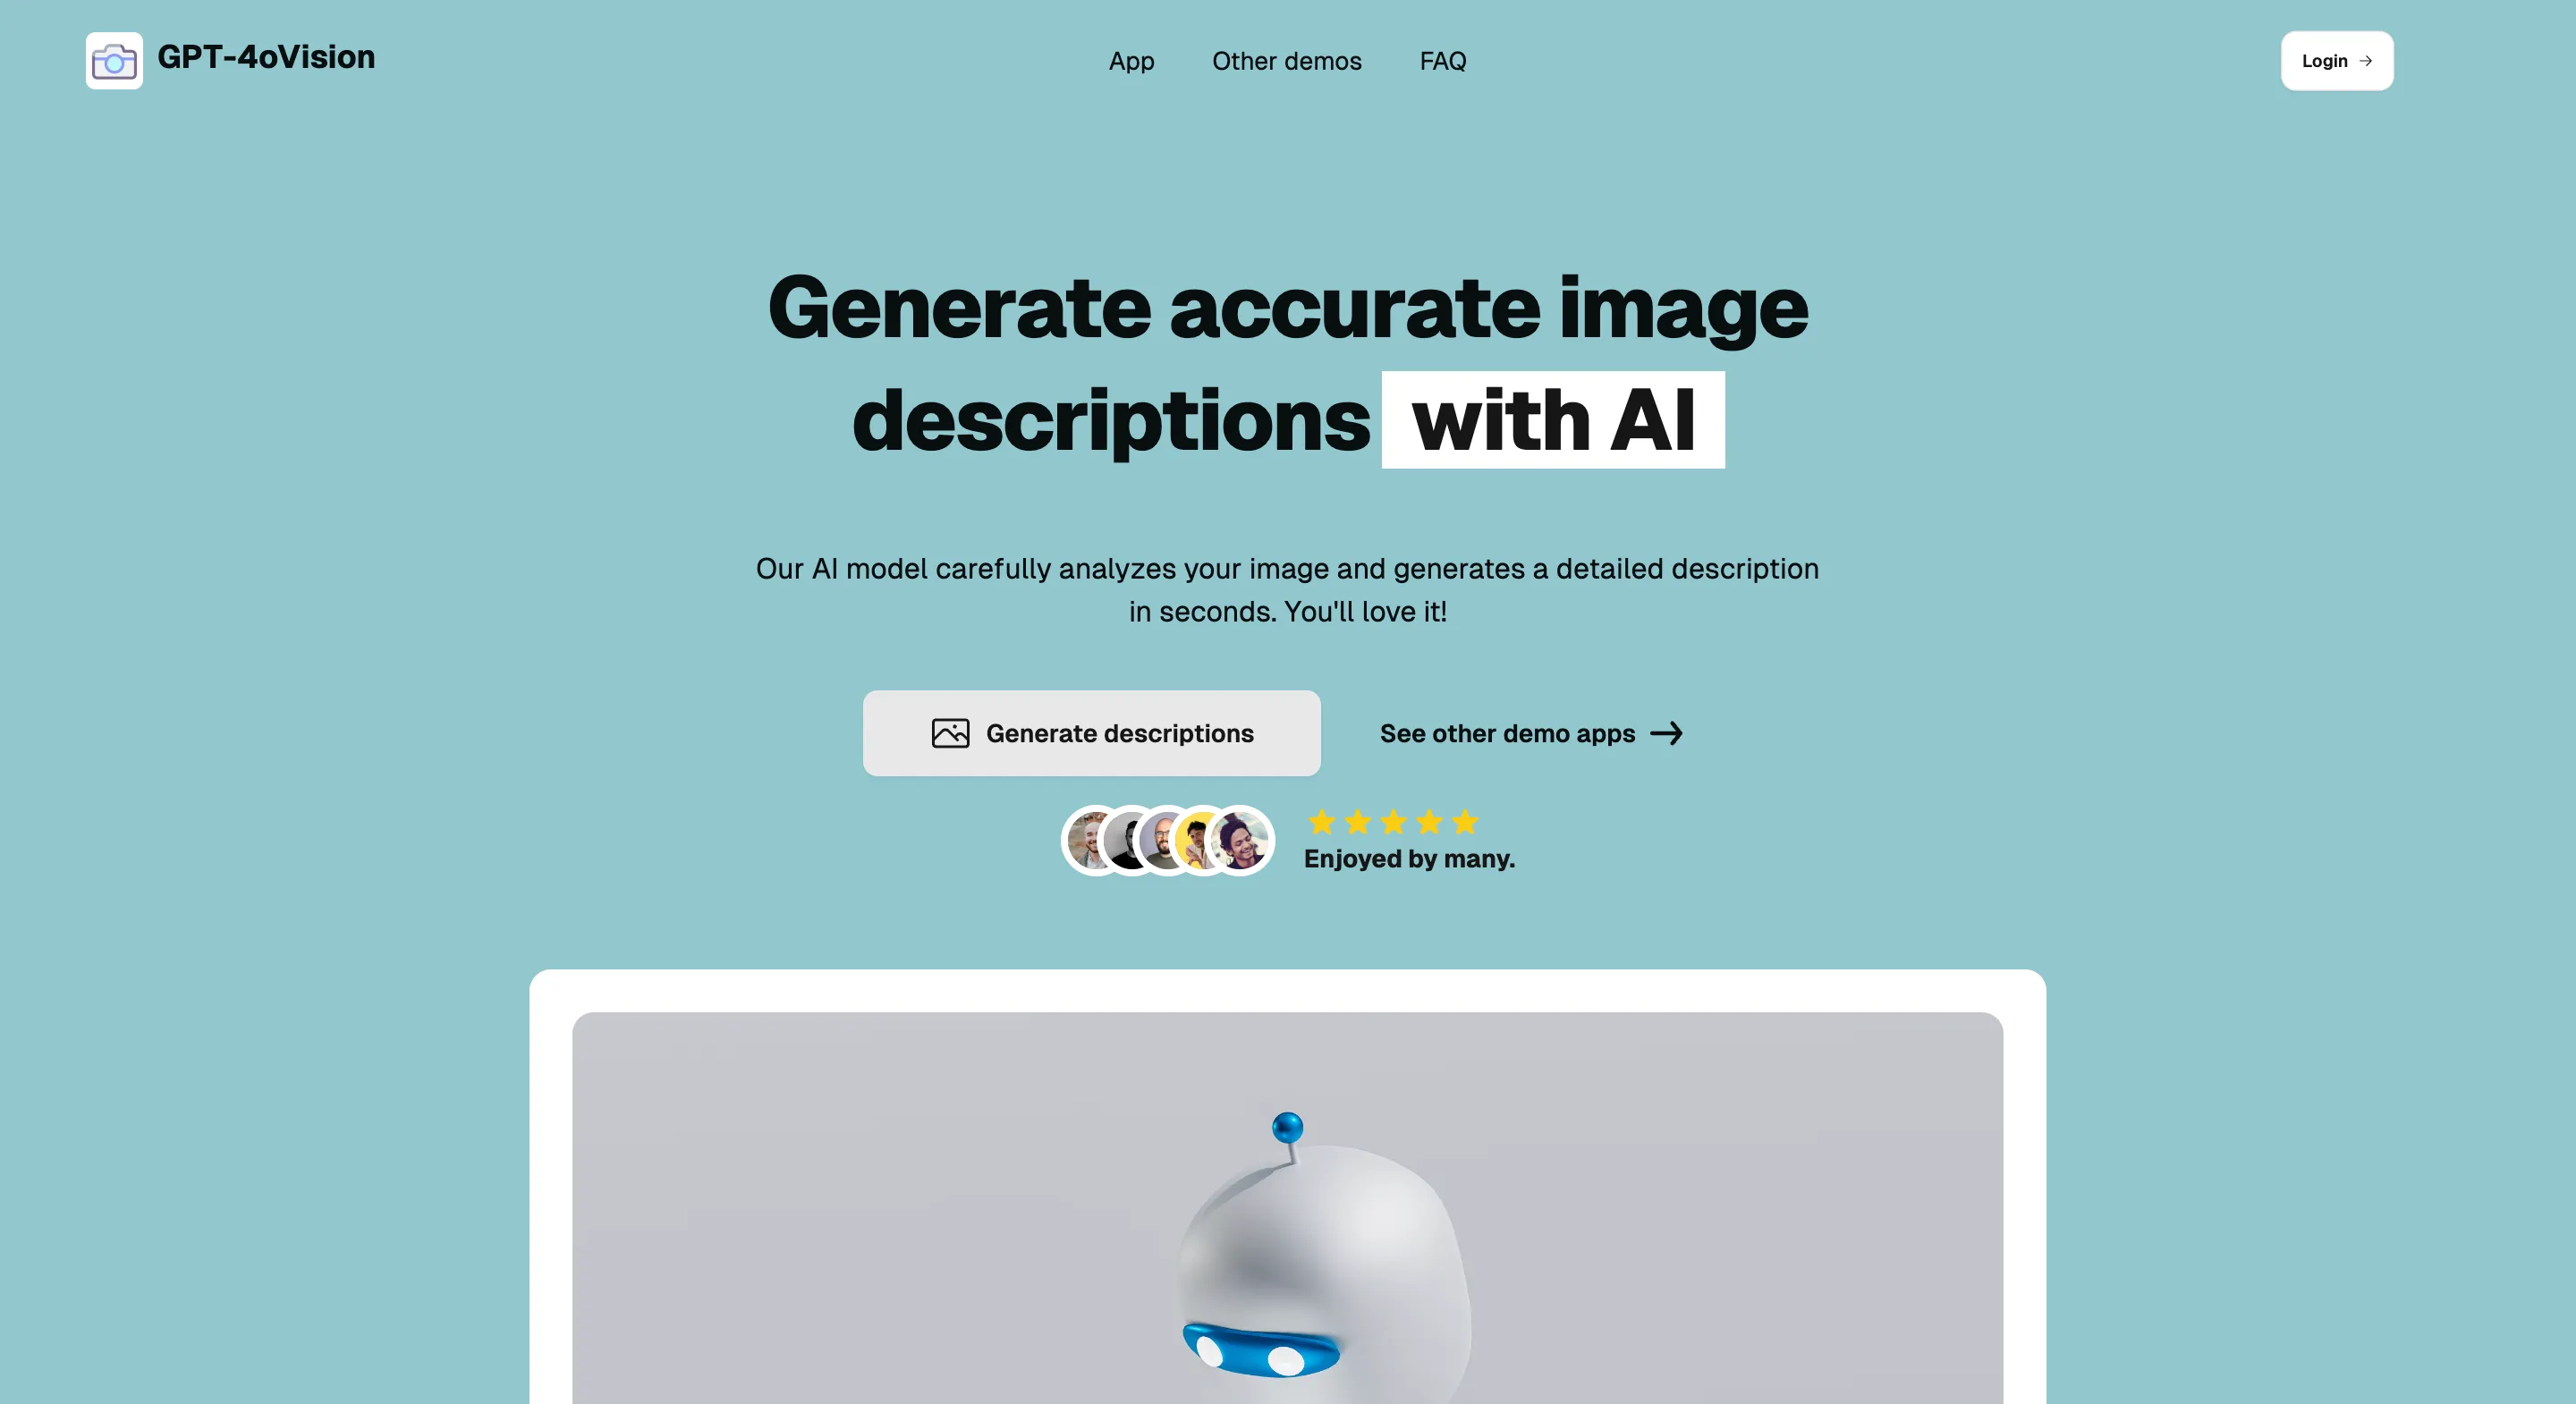 GPT-4oVision
App
Other demos
FAQ
Login
Generate accurate image
descriptions with AI
Our AI model carefully analyzes your image and generates a detailed description
in seconds. You'll love it!
Generate descriptions
See other demo apps
Enjoyed by many.